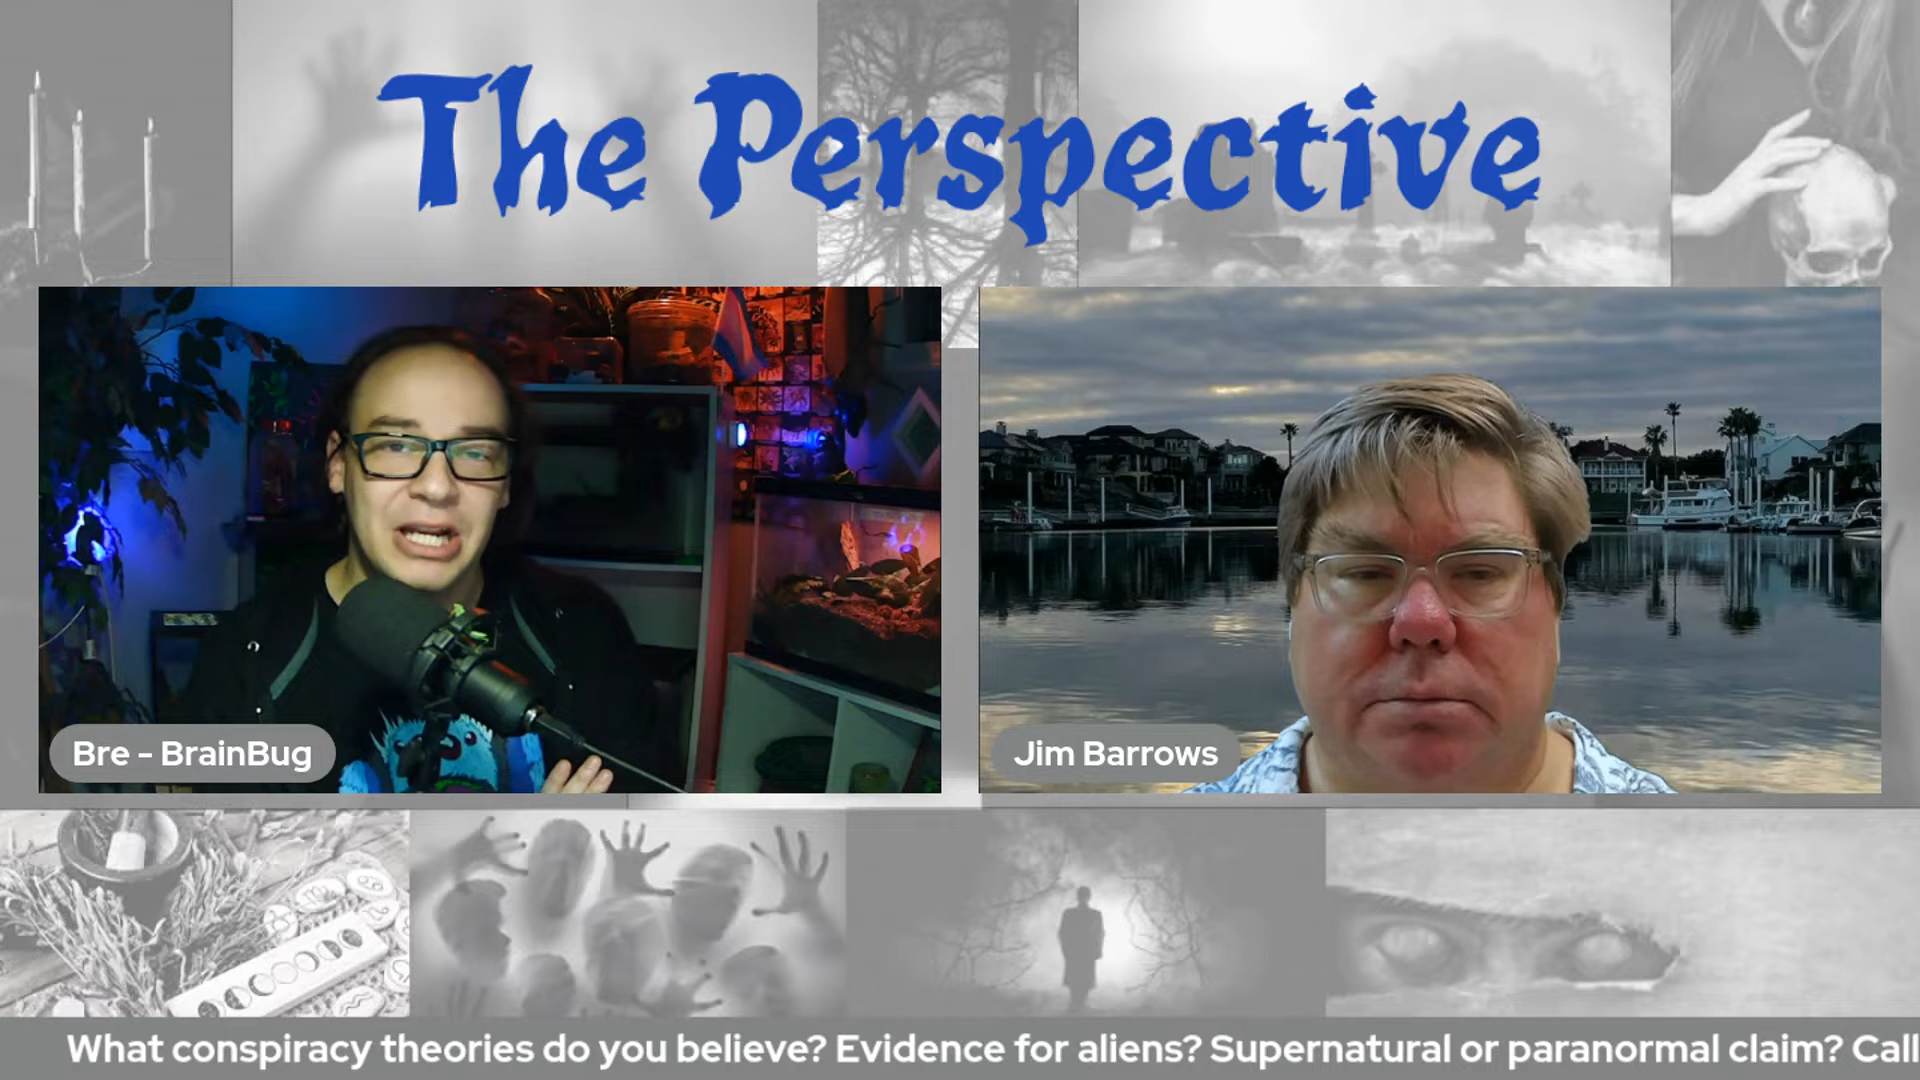 The Perspective
Bre - BrainBug
Jim Barrows
What conspiracy theories do you believe? Evidence for aliens? Supernatural or paranormal claim? Call